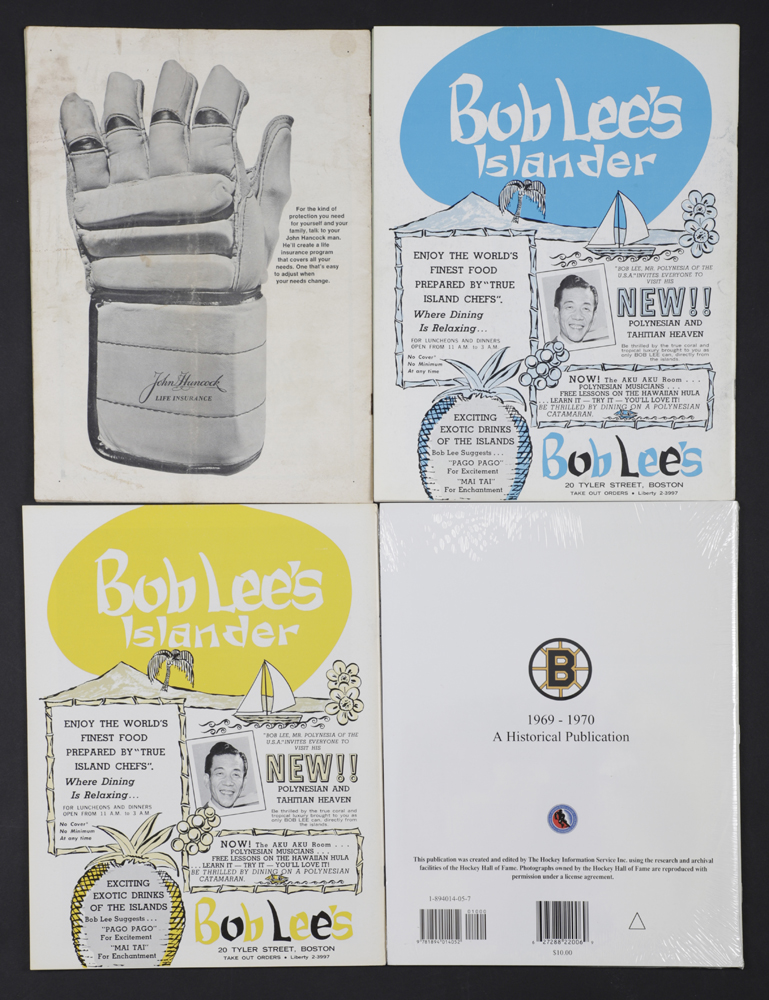 For the kind of
protection you need
for yourself and your
family, talk to your
John Hancock man.
He'll create a life
insurance program
that covers all your
needs. One that's easy
to adjust when
your needs change.
John Hancock
LIFE INSURANCE
Bob Lee's
Islander
ENJOY THE WORLD'S
FINEST FOOD
PREPARED BY "TRUE
ISLAND CHEFS".
Where Dining
Is Relaxing...
FOR LUNCHEONS AND DINNERS
OPEN FROM 11 A.M. to 3 A.M.
No Cover
No Minimum
At any time
"BOB LEE, MR. POLYNESIA OF THE
U.S.A." INVITES EVERYONE TO
VISIT HIS
NEW!!
POLYNESIAN AND
TAHITIAN HEAVEN
Be thrilled by the true coral and
tropical luxury brought to you as
only BOB LEE can, directly from
the islands.
NOW! The AKU AKU Room ...
POLYNESIAN MUSICIANS ...
FREE LESSONS ON THE HAWAIIAN HULA
... LEARN IT — TRY IT — YOU'LL LOVE IT!
BE THRILLED BY DINING ON A POLYNESIAN
CATAMARAN.
EXCITING
EXOTIC DRINKS
OF THE ISLANDS
Bob Lee Suggests...
"PAGO PAGO"
For Excitement
"MAI TAI"
For Enchantment
Bob Lee's
20 TYLER STREET, BOSTON
TAKE OUT ORDERS • Liberty 2-3997
Bob Lee's
Islander
ENJOY THE WORLD'S
FINEST FOOD
PREPARED BY "TRUE
ISLAND CHEFS".
Where Dining
Is Relaxing...
FOR LUNCHEONS AND DINNERS
OPEN FROM 11 A.M. to 3 A.M.
No Cover
No Minimum
At any time
"BOB LEE, MR. POLYNESIA OF THE
U.S.A." INVITES EVERYONE TO
VISIT HIS
NEW!!
POLYNESIAN AND
TAHITIAN HEAVEN
Be thrilled by the true coral and
tropical luxury brought to you as
only BOB LEE can, directly from
the islands.
NOW! The AKU AKU Room ...
POLYNESIAN MUSICIANS ...
FREE LESSONS ON THE HAWAIIAN HULA
... LEARN IT — TRY IT — YOU'LL LOVE IT!
BE THRILLED BY DINING ON A POLYNESIAN
CATAMARAN.
EXCITING
EXOTIC DRINKS
OF THE ISLANDS
Bob Lee Suggests...
"PAGO PAGO"
For Excitement
"MAI TAI"
For Enchantment
Bob Lee's
20 TYLER STREET, BOSTON
TAKE OUT ORDERS • Liberty 2-3997
B
1969 - 1970
A Historical Publication
This publication was created and edited by The Hockey Information Service Inc. using the research and archival
facilities of the Hockey Hall of Fame. Photographs owned by the Hockey Hall of Fame are reproduced with
permission under a license agreement.
1-894014-05-7
01000
9 781894 014052
6 27288 22006 5
$10.00